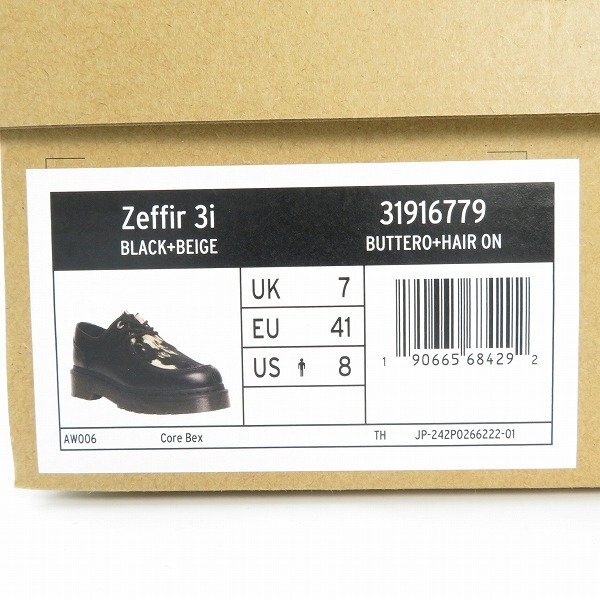 Zeffir 3i 31916779
BLACK+BEIGE BUTTERO+HAIR ON
UK 7
EU 41
US 8
1 90665 68429 2
AW006 Core Bex TH JP-242P0266222-01